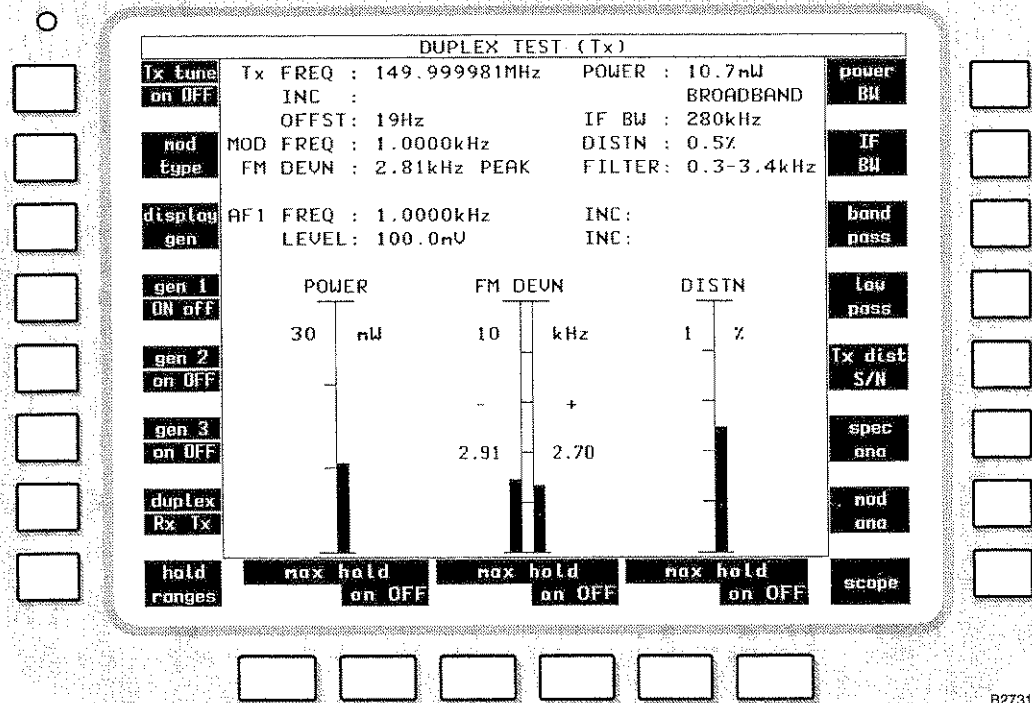 DUPLEX TEST (Tx)
Tx tune
on OFF
mod
type
display
gen
gen 1
ON off
gen 2
on OFF
gen 3
on OFF
duplex
Rx Tx
hold
ranges
Tx FREQ : 149.999981MHz POWER : 10.7mW
INC : BROADBAND
OFFST: 19Hz IF BW : 280kHz
MOD FREQ : 1.0000kHz DISTN : 0.5%
FM DEVN : 2.81kHz PEAK FILTER: 0.3-3.4kHz
AF1 FREQ : 1.0000kHz INC:
LEVEL: 100.0mV INC:
POWER FM DEVN DISTN
30 mW 10 kHz 1 %
- +
2.91 2.70
max hold max hold max hold
on OFF on OFF on OFF
power
BW
IF
BW
band
pass
low
pass
Tx dist
S/N
spec
ana
mod
ana
scope
B2731